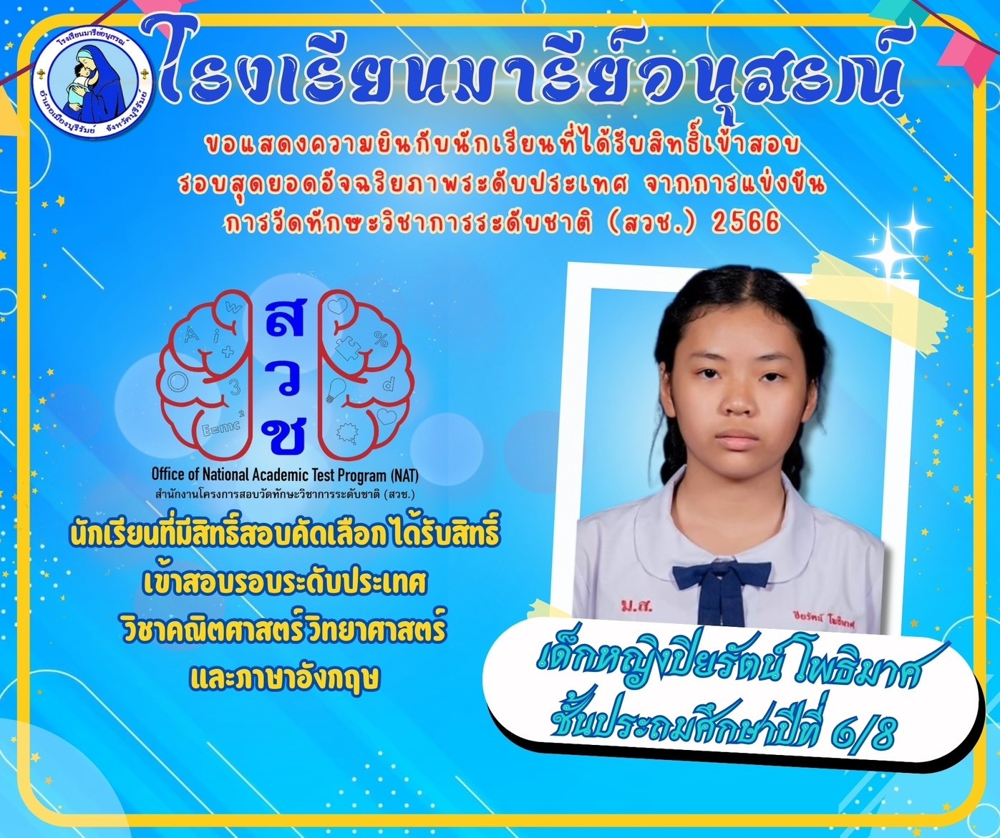 โรงเรียนมารีย์อนุสรณ์
โรงเรียนมารีย์อนุสรณ์
อำเภอเมืองบุรีรัมย์ จังหวัดบุรีรัมย์
ขอแสดงความยินกับนักเรียนที่ได้รับสิทธิ์เข้าสอบ
รอบสุดยอดอัจฉริยภาพระดับประเทศ จากการแข่งขัน
การวัดทักษะวิชาการระดับชาติ (สวช.) 2566
ส
ว
ช
W
A i
+
3
E=mc²
%
d
Office of National Academic Test Program (NAT)
สำนักงานโครงการสอบวัดทักษะวิชาการระดับชาติ (สวช.)
นักเรียนที่มีสิทธิ์สอบคัดเลือก ได้รับสิทธิ์
เข้าสอบรอบระดับประเทศ
วิชาคณิตศาสตร์ วิทยาศาสตร์
และภาษาอังกฤษ
ม.ส.
ปิยรัตน์ โพธิมาศ
เด็กหญิงปิยรัตน์ โพธิมาศ
ชั้นประถมศึกษาปีที่ 6/8